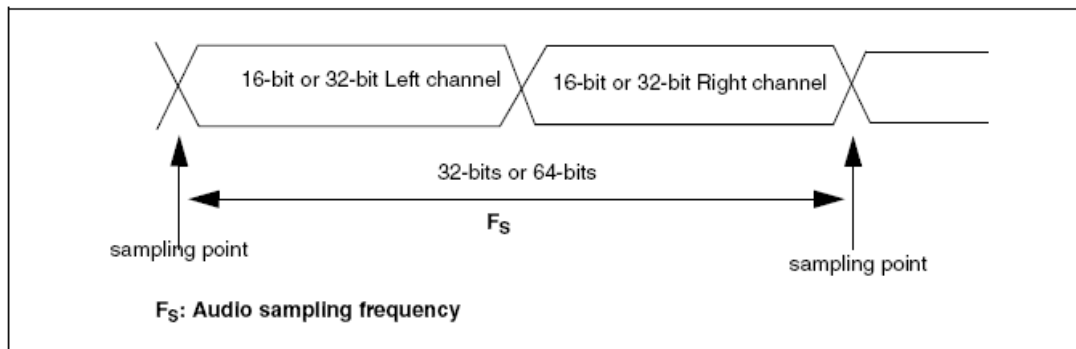 16-bit or 32-bit Left channel
16-bit or 32-bit Right channel
32-bits or 64-bits
FS
sampling point
sampling point
FS: Audio sampling frequency